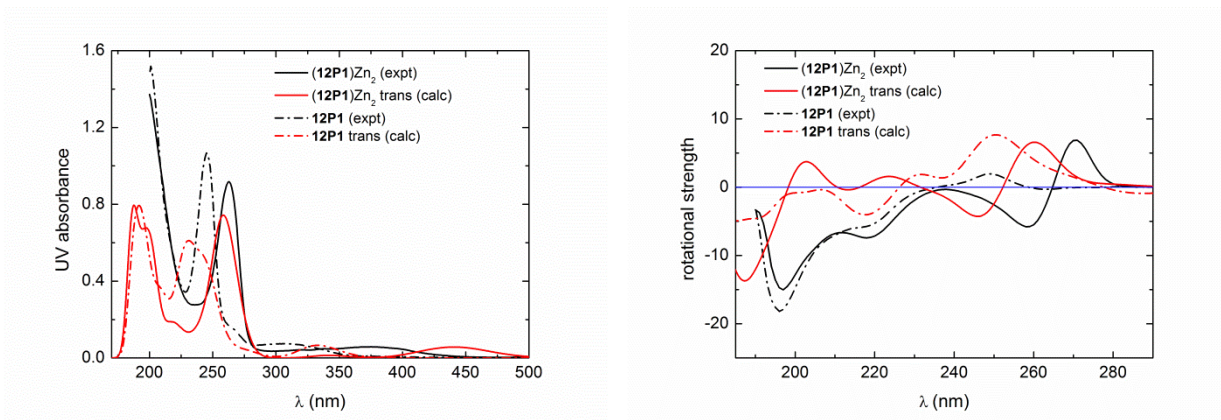 1.6
1.2
0.8
0.4
0.0
200 250 300 350 400 450 500
λ (nm)
UV absorbance
(12P1)Zn₂ (expt)
(12P1)Zn₂ trans (calc)
12P1 (expt)
12P1 trans (calc)
20
10
0
-10
-20
200 220 240 260 280
λ (nm)
rotational strength
(12P1)Zn₂ (expt)
(12P1)Zn₂ trans (calc)
12P1 (expt)
12P1 trans (calc)